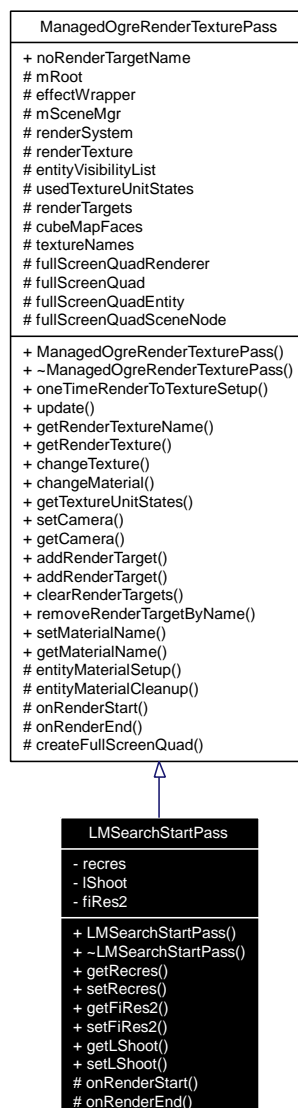 ManagedOgreRenderTexturePass
+ noRenderTargetName
# mRoot
# effectWrapper
# mSceneMgr
# renderSystem
# renderTexture
# entityVisibilityList
# usedTextureUnitStates
# renderTargets
# cubeMapFaces
# textureNames
# fullScreenQuadRenderer
# fullScreenQuad
# fullScreenQuadEntity
# fullScreenQuadSceneNode
+ ManagedOgreRenderTexturePass()
+ ~ManagedOgreRenderTexturePass()
+ oneTimeRenderToTextureSetup()
+ update()
+ getRenderTextureName()
+ getRenderTexture()
+ changeTexture()
+ changeMaterial()
+ getTextureUnitStates()
+ setCamera()
+ getCamera()
+ addRenderTarget()
+ addRenderTarget()
+ clearRenderTargets()
+ removeRenderTargetByName()
+ setMaterialName()
+ getMaterialName()
# entityMaterialSetup()
# entityMaterialCleanup()
# onRenderStart()
# onRenderEnd()
# createFullScreenQuad()
LMSearchStartPass
- recres
- lShoot
- fiRes2
+ LMSearchStartPass()
+ ~LMSearchStartPass()
+ getRecres()
+ setRecres()
+ getFiRes2()
+ setFiRes2()
+ getLShoot()
+ setLShoot()
# onRenderStart()
# onRenderEnd()